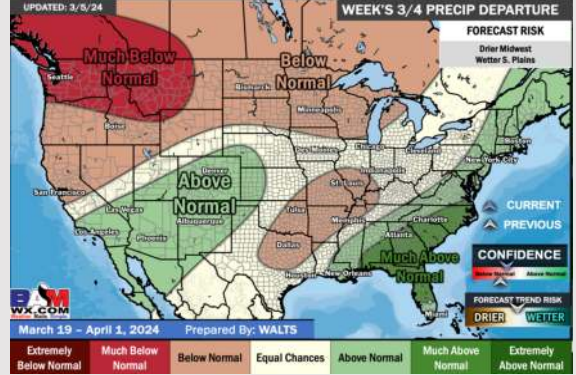 UPDATED: 3/5/24
WEEK'S 3/4 PRECIP DEPARTURE
FORECAST RISK
Drier Midwest
Wetter S. Plains
Much Below
Normal
Seattle
Below
Normal
Bismarck
Minneapolis
Boise
Des Moines
Chicago
Cleveland
Boston
New York City
Indianapolis
Denver
St. Louis
San Francisco
Above
Normal
Las Vegas
Albuquerque
Tulsa
Memphis
Charlotte
Los Angeles
Phoenix
Atlanta
Dallas
Much Above
Normal
Houston
New Orleans
Miami
CURRENT
PREVIOUS
CONFIDENCE
Below Normal
Above Normal
FORECAST TREND RISK
DRIER
WETTER
BAM
WX.COM
March 19 – April 1, 2024
Prepared By: WALTS
Extremely
Below Normal
Much Below
Normal
Below Normal
Equal Chances
Above Normal
Much Above
Normal
Extremely
Above Normal